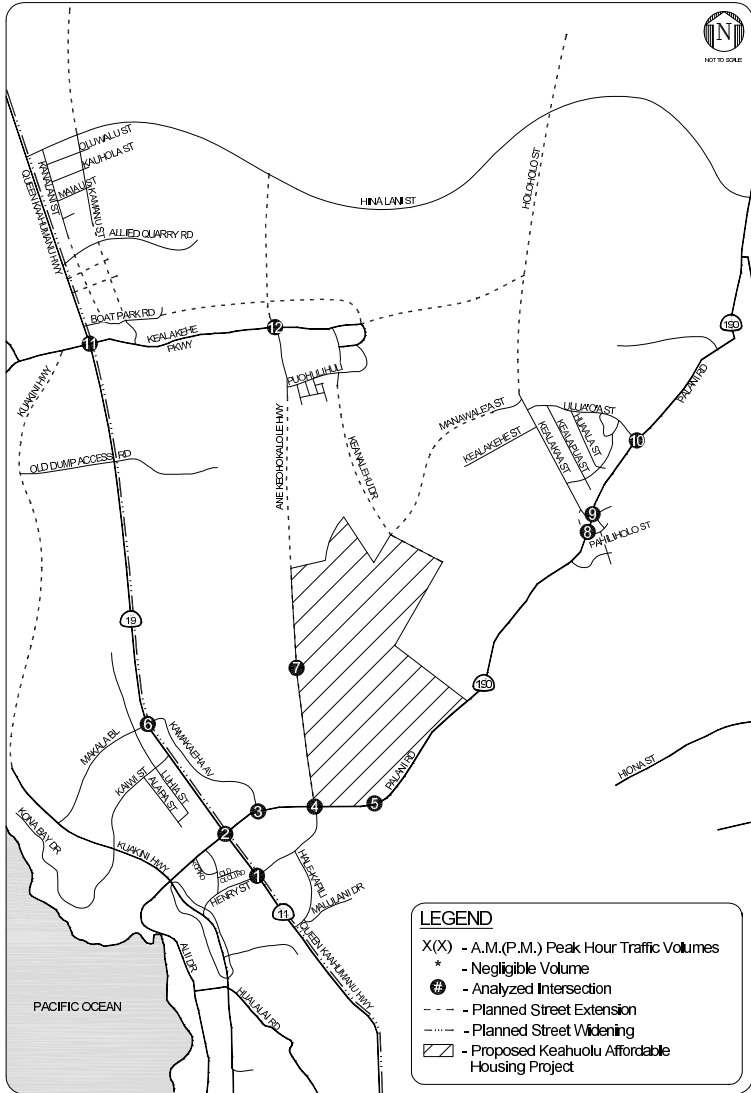 N
NOT TO SCALE
OLUWALU ST
KAUHOLA ST
MAIAU ST
KANALANI ST
KAMANU ST
QUEEN KAAHUMANU HWY
ALLIED QUARRY RD
HINA LANI ST
HOLOHOLO ST
BOAT PARK RD
KEALAKEHE
PKWY
11
12
190
PALANI RD
KUAKINI HWY
PUOHULIHULI
MANAWALE'A ST
ULUA'O'A ST
HUAALA ST
KEALAPUA ST
KEALAKAA ST
KEALAKEHE ST
10
OLD DUMP ACCESS RD
ANE KEOHOKALOLE HWY
KEANALEHU DR
9
8
PAHILIHOLO ST
19
7
190
6
MAKALA BL
KAMAKAEHA AV
KAIWI ST
LUHIA ST
ALAPA ST
PALANI RD
HIONA ST
3
4
5
2
KONA BAY DR
KUAKINI HWY
1
HENRY ST
HALE KAPILI
MALULANI DR
11
QUEEN KAAHUMANU HWY
ALII DR
HUALALAI RD
PACIFIC OCEAN
LEGEND
X(X) - A.M.(P.M.) Peak Hour Traffic Volumes
* - Negligible Volume
# - Analyzed Intersection
- Planned Street Extension
- Planned Street Widening
- Proposed Keahuolu Affordable
Housing Project